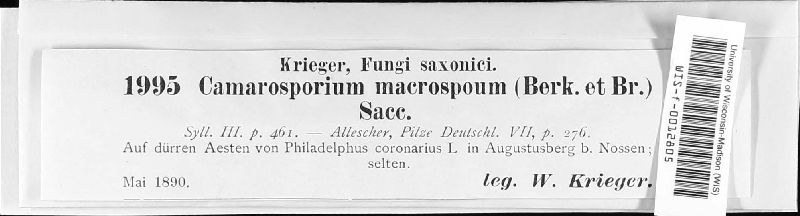 Krieger, Fungi saxonici.
1995 Camarosporium macrospoum (Berk. et Br.)
Sacc.
Syll. III. p. 461. — Allescher, Pilze Deutschl. VII, p. 276.
Auf dürren Aesten von Philadelphus coronarius L in Augustusberg b. Nossen;
selten.
Mai 1890.
leg. W. Krieger.
University of Wisconsin-Madison (WIS)
WIS-f-0012805